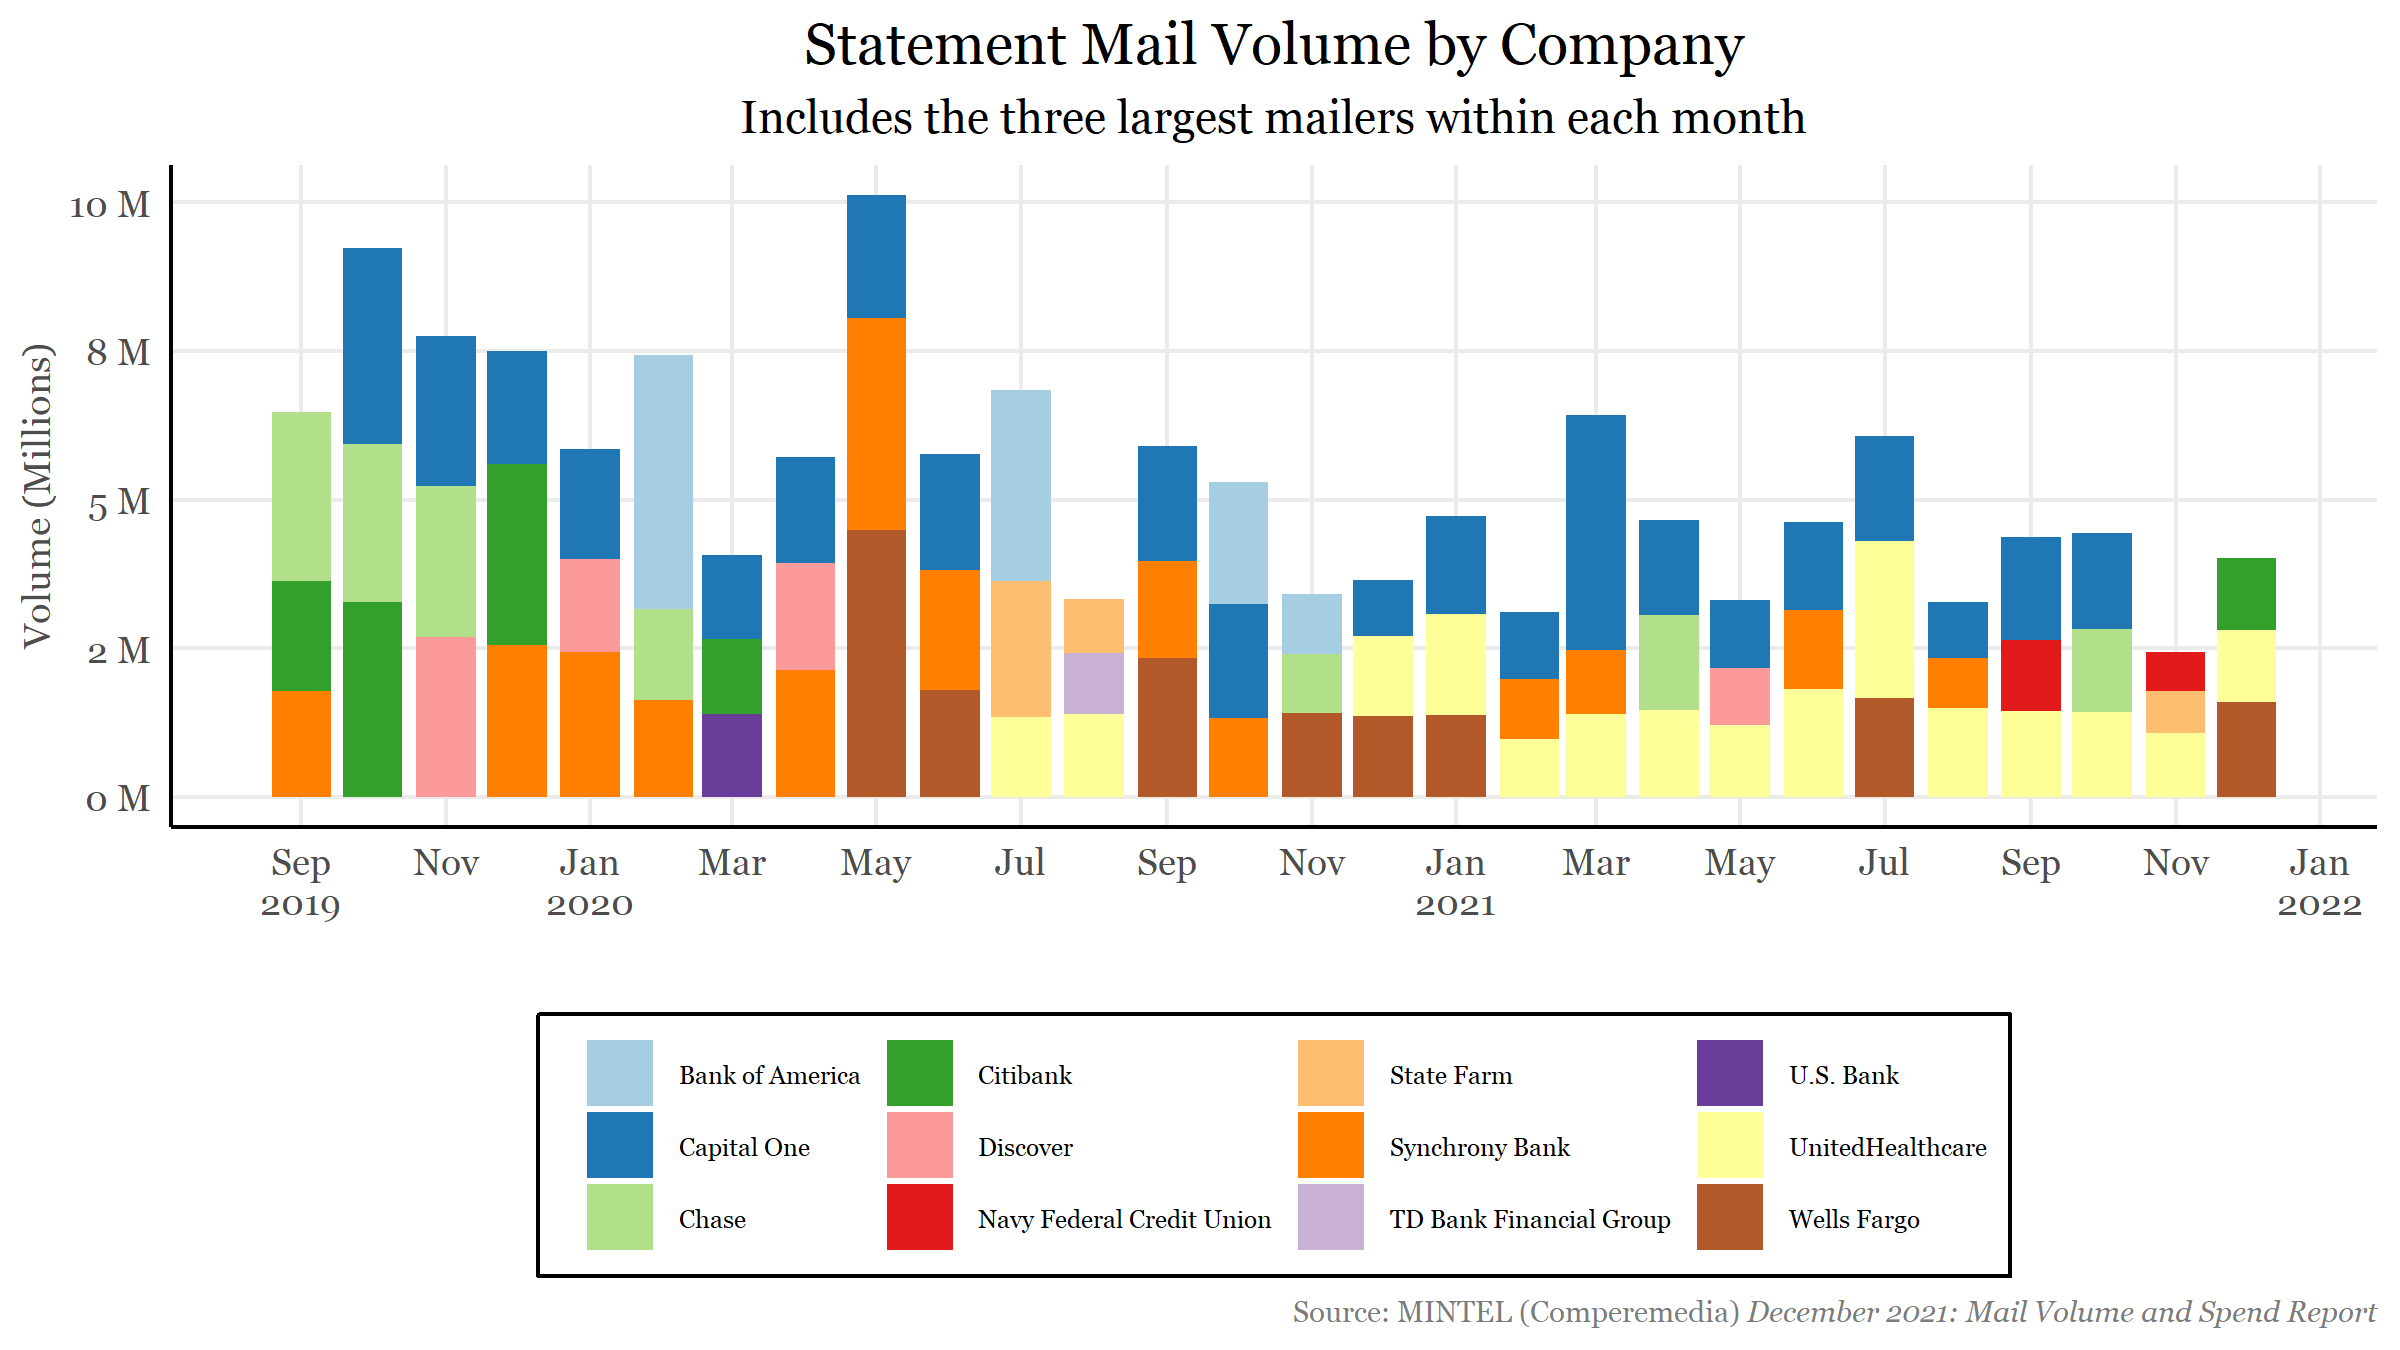 Statement Mail Volume by Company
Includes the three largest mailers within each month
Volume (Millions)
10 M
8 M
5 M
2 M
0 M
Sep Nov Jan Mar May Jul Sep Nov Jan Mar May Jul Sep Nov Jan
2019 2020 2021 2022
Bank of America Citibank State Farm U.S. Bank
Capital One Discover Synchrony Bank UnitedHealthcare
Chase Navy Federal Credit Union TD Bank Financial Group Wells Fargo
Source: MINTEL (Comperemedia) December 2021: Mail Volume and Spend Report